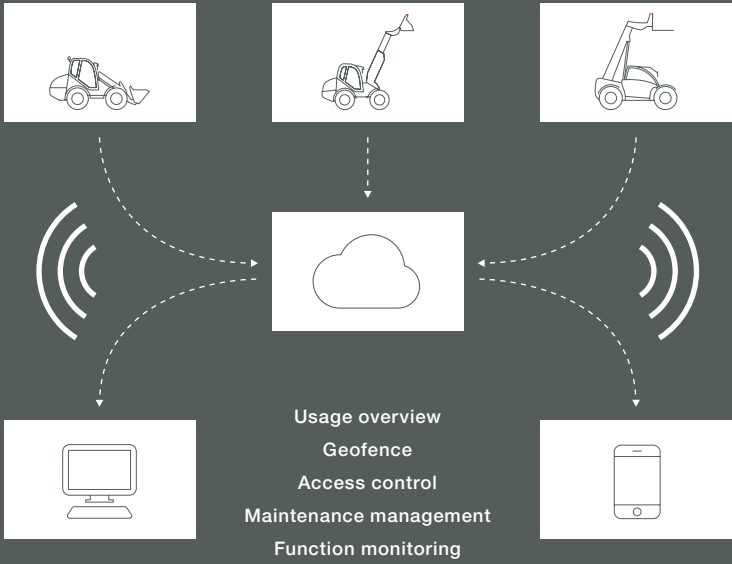 Usage overview
Geofence
Access control
Maintenance management
Function monitoring